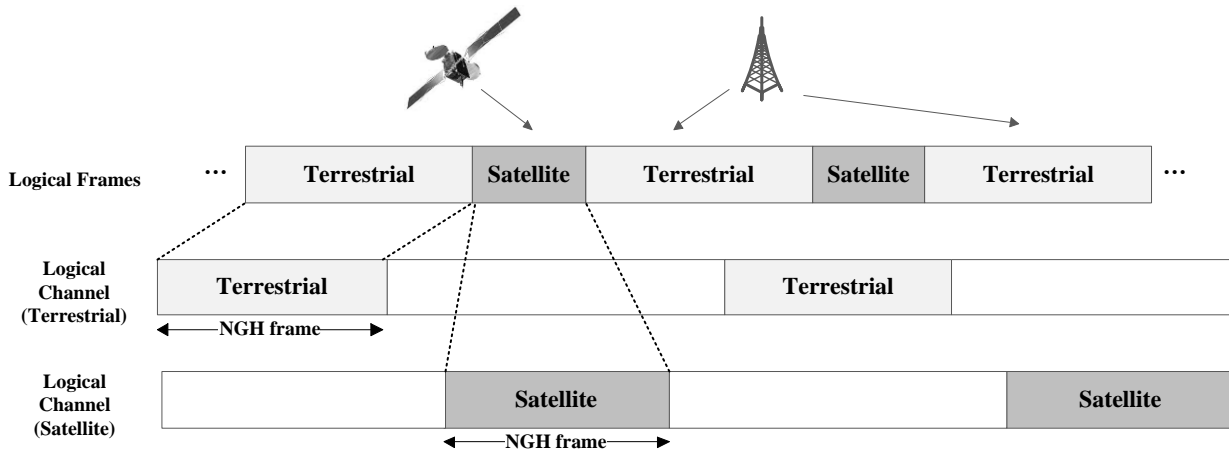 Logical Frames
... Terrestrial Satellite Terrestrial Satellite Terrestrial ...
Logical
Channel
(Terrestrial)
Terrestrial Terrestrial
NGH frame
Logical
Channel
(Satellite)
Satellite Satellite
NGH frame